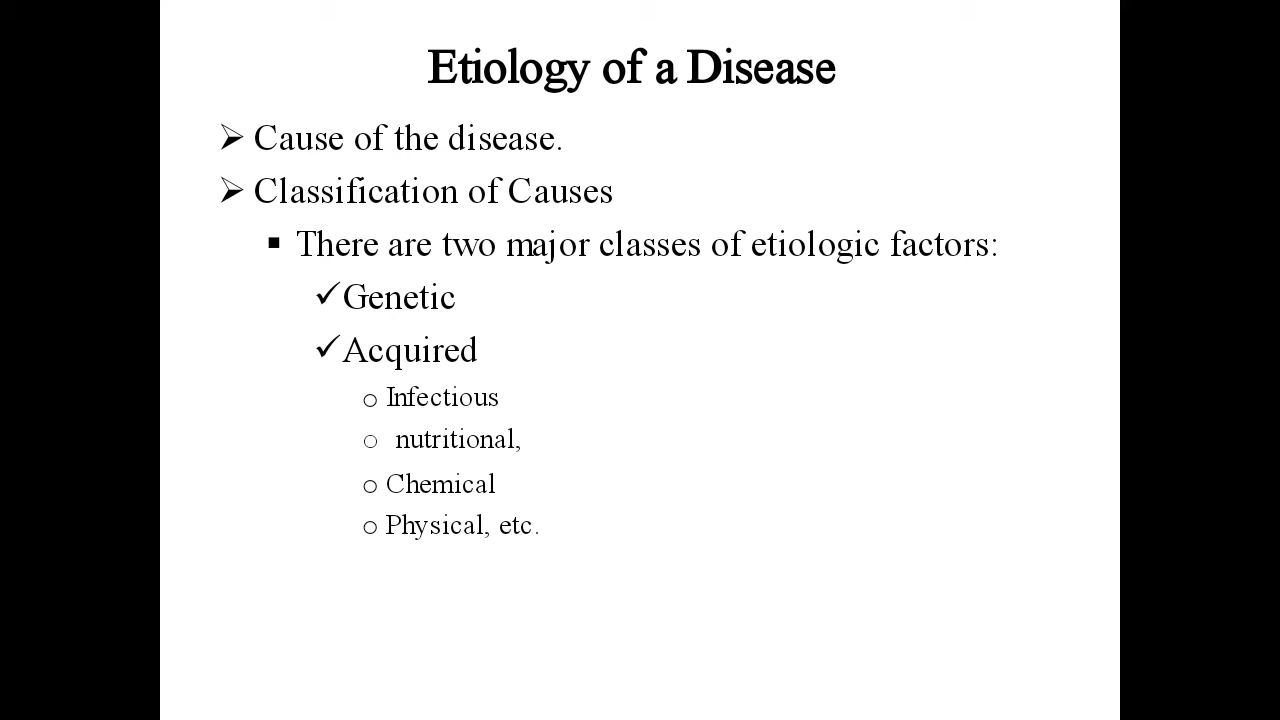 Etiology of a Disease
➢ Cause of the disease.
➢ Classification of Causes
▪ There are two major classes of etiologic factors:
✓Genetic
✓Acquired
o Infectious
o nutritional,
o Chemical
o Physical, etc.